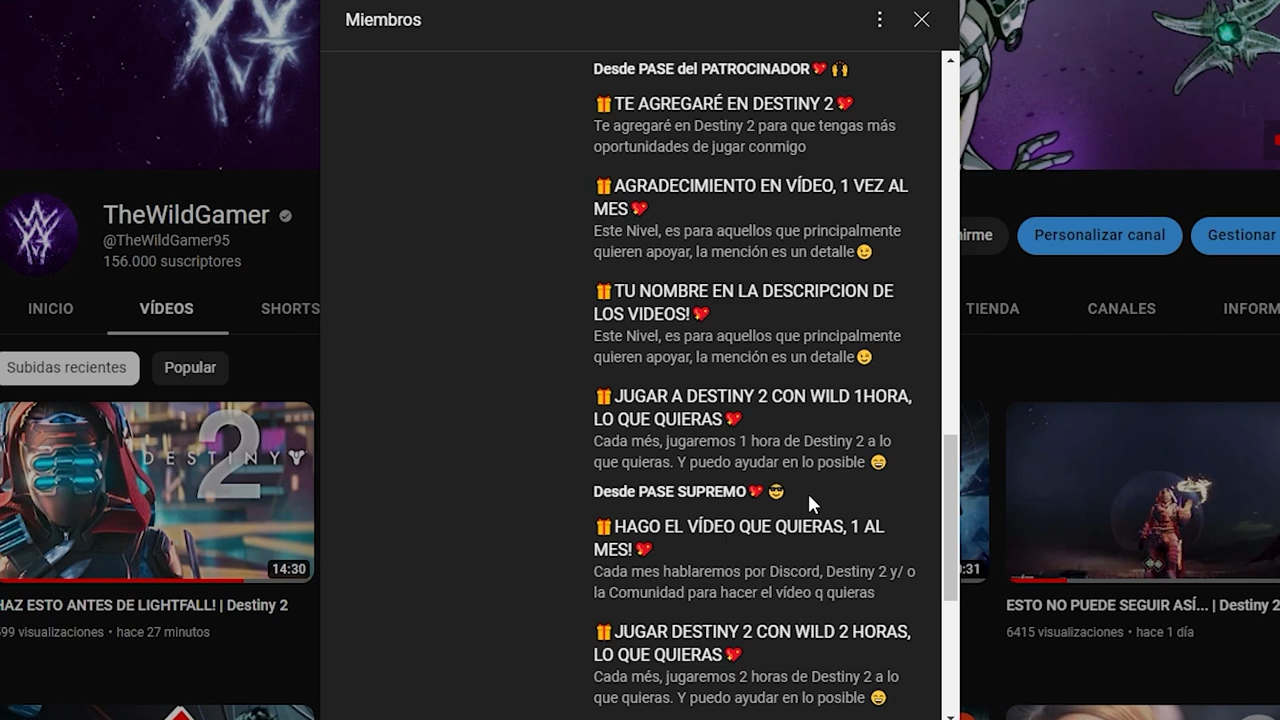 Miembros
Desde PASE del PATROCINADOR💖🙌
🎁TE AGREGARÉ EN DESTINY 2💖
Te agregaré en Destiny 2 para que tengas más
oportunidades de jugar conmigo
🎁AGRADECIMIENTO EN VÍDEO, 1 VEZ AL
MES💖
Este Nivel, es para aquellos que principalmente
quieren apoyar, la mención es un detalle😉
🎁TU NOMBRE EN LA DESCRIPCION DE
LOS VIDEOS!💖
Este Nivel, es para aquellos que principalmente
quieren apoyar, la mención es un detalle😉
🎁JUGAR A DESTINY 2 CON WILD 1HORA,
LO QUE QUIERAS💖
Cada més, jugaremos 1 hora de Destiny 2 a lo
que quieras. Y puedo ayudar en lo posible 😄
Desde PASE SUPREMO💖 😎
🎁HAGO EL VÍDEO QUE QUIERAS, 1 AL
MES!💖
Cada mes hablaremos por Discord, Destiny 2 y/ o
la Comunidad para hacer el vídeo q quieras
🎁JUGAR DESTINY 2 CON WILD 2 HORAS,
LO QUE QUIERAS💖
Cada més, jugaremos 2 horas de Destiny 2 a lo
que quieras. Y puedo ayudar en lo posible 😄
TheWildGamer
@TheWildGamer95
156.000 suscriptores
INICIO
VÍDEOS
SHORTS
Subidas recientes
Popular
2
DESTINY
14:30
HAZ ESTO ANTES DE LIGHTFALL! | Destiny 2
599 visualizaciones • hace 27 minutos
irme
Personalizar canal
Gestionar
TIENDA
CANALES
INFORM
:31
ESTO NO PUEDE SEGUIR ASÍ... | Destiny 2
6415 visualizaciones • hace 1 día